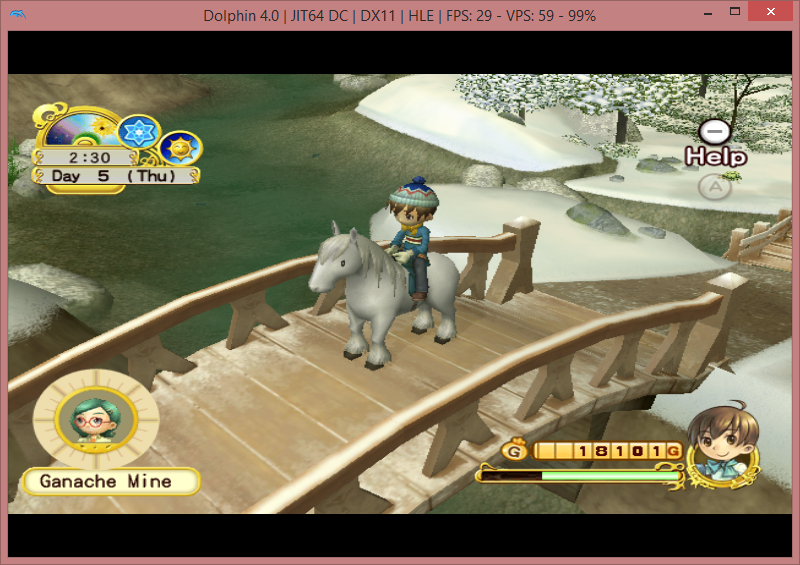 Dolphin 4.0 | JIT64 DC | DX11 | HLE | FPS: 29 - VPS: 59 - 99%
2:30
Day 5 (Thu)
Help
A
Ganache Mine
G 18101G